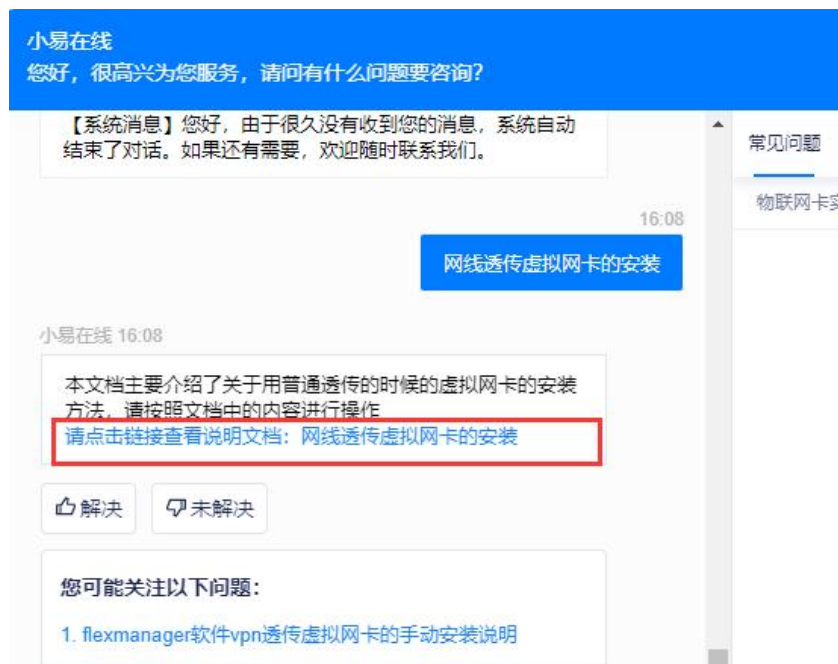 小易在线
您好，很高兴为您服务，请问有什么问题要咨询？
【系统消息】您好，由于很久没有收到您的消息，系统自动
结束了对话。如果还有需要，欢迎随时联系我们。
常见问题
物联网卡实
16:08
网线透传虚拟网卡的安装
小易在线 16:08
本文档主要介绍了关于用普通透传的时候的虚拟网卡的安装
方法，请按照文档中的内容进行操作
请点击链接查看说明文档：网线透传虚拟网卡的安装
解决
未解决
您可能关注以下问题：
1. flexmanager软件vpn透传虚拟网卡的手动安装说明